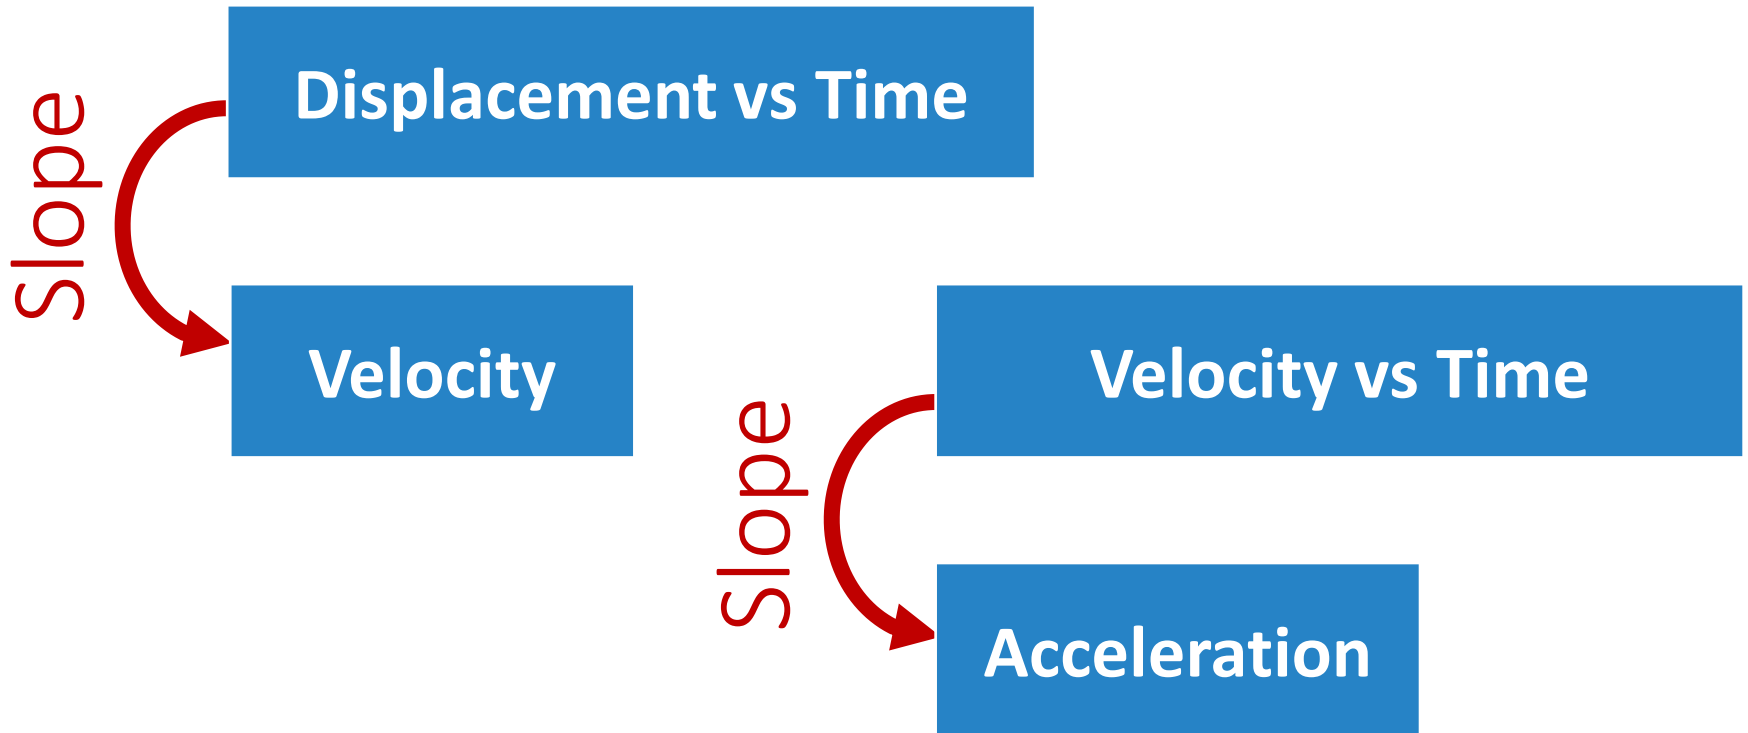 Displacement vs Time
Slope
Velocity
Velocity vs Time
Slope
Acceleration